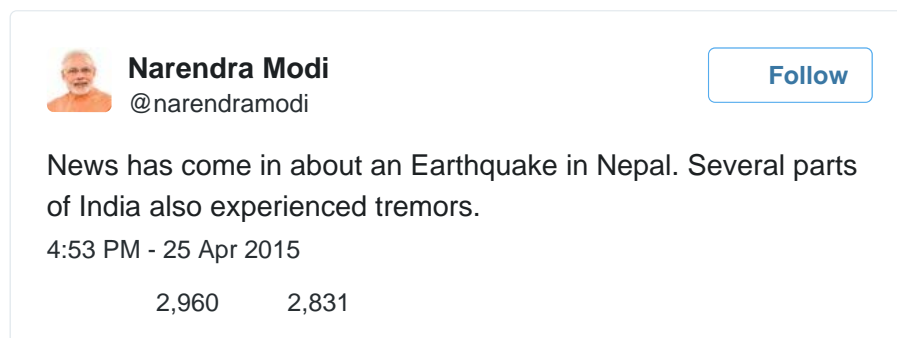 Narendra Modi
Follow
@narendramodi
News has come in about an Earthquake in Nepal. Several parts
of India also experienced tremors.
4:53 PM - 25 Apr 2015
2,960 2,831